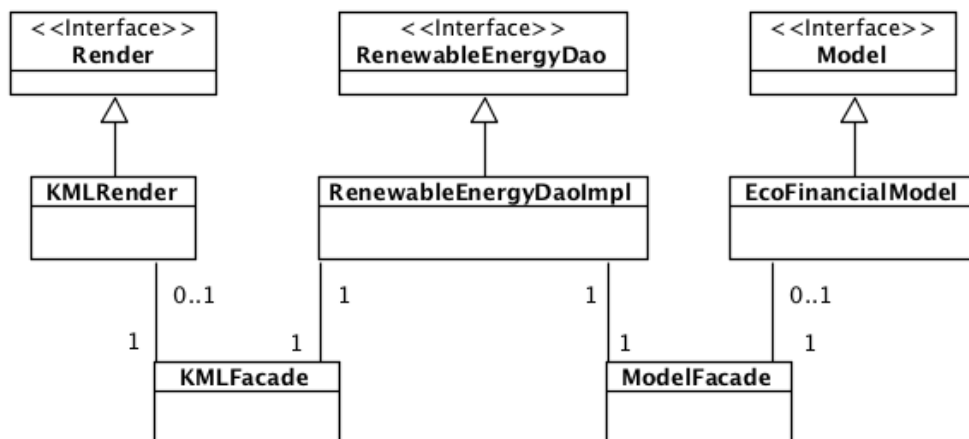 <<Interface>>
Render
<<Interface>>
RenewableEnergyDao
<<Interface>>
Model
KMLRender
RenewableEnergyDaoImpl
EcoFinancialModel
0..1
1
1
0..1
1
1
1
1
KMLFacade
ModelFacade